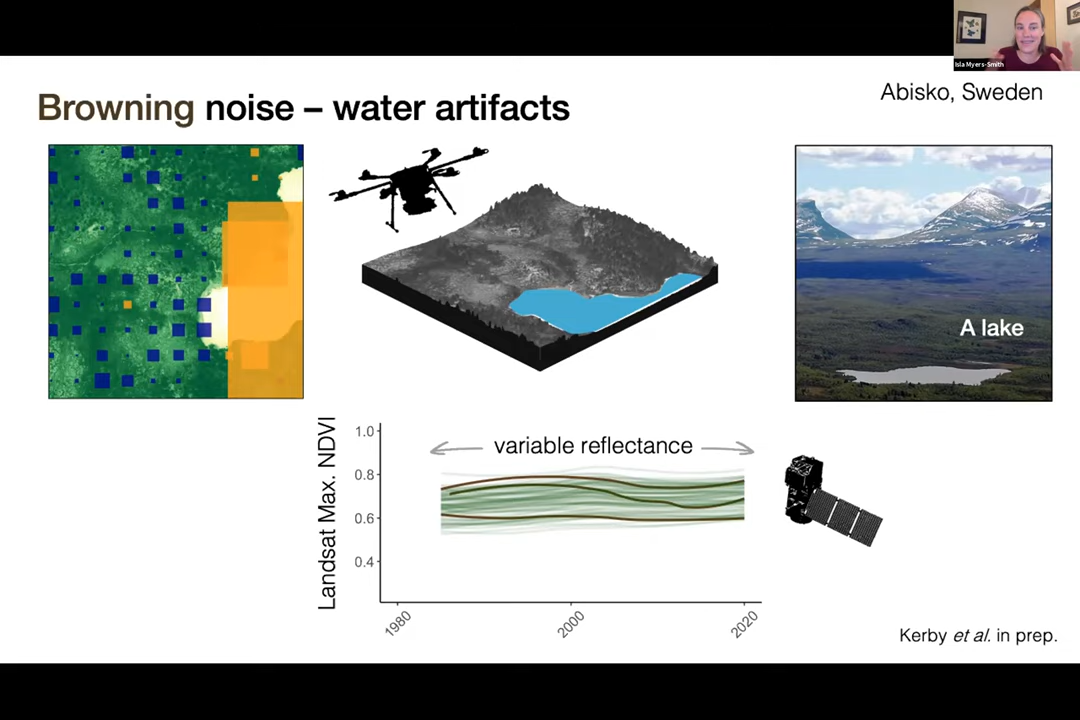 Isla Myers-Smith
Abisko, Sweden
Browning noise – water artifacts
A lake
Landsat Max. NDVI
variable reflectance
1.0
0.8
0.6
0.4
1980
2000
2020
Kerby et al. in prep.